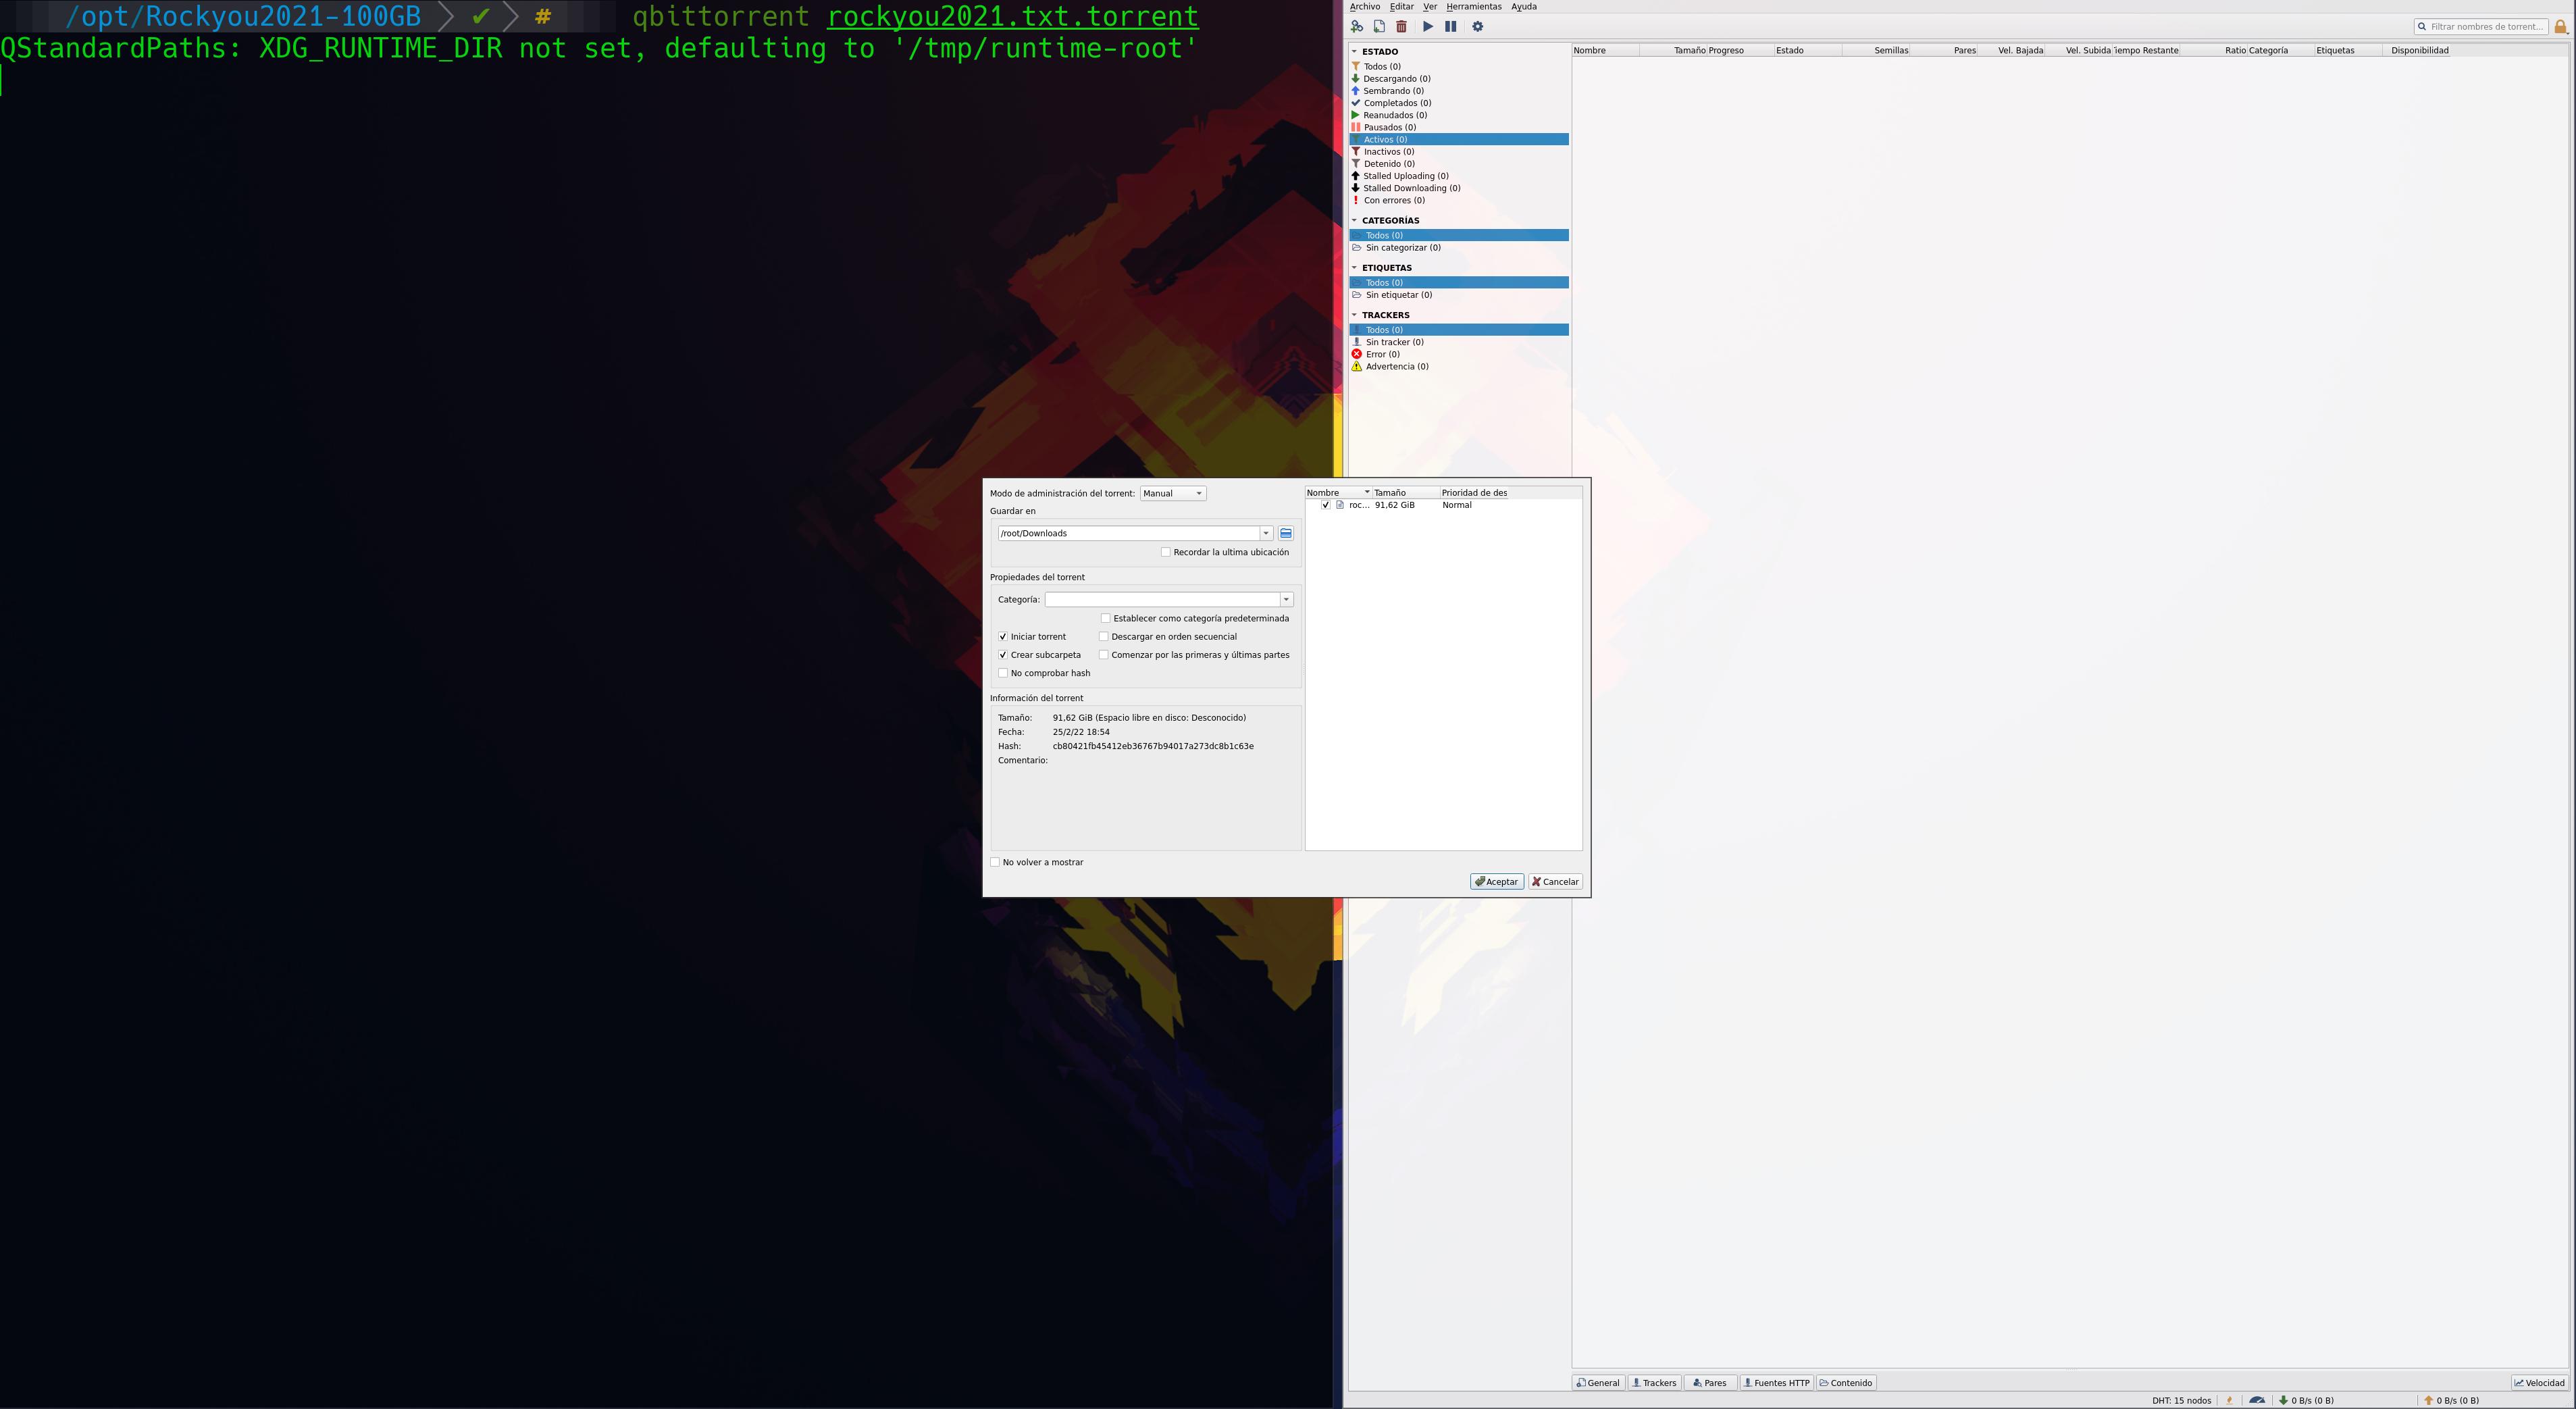 /opt/Rockyou2021-100GB ✔ # qbittorrent rockyou2021.txt.torrent
QStandardPaths: XDG_RUNTIME_DIR not set, defaulting to '/tmp/runtime-root'
Archivo Editar Ver Herramientas Ayuda
Filtrar nombres de torrent...
ESTADO
Todos (0)
Descargando (0)
Sembrando (0)
Completados (0)
Reanudados (0)
Pausados (0)
Activos (0)
Inactivos (0)
Detenido (0)
Stalled Uploading (0)
Stalled Downloading (0)
Con errores (0)
CATEGORÍAS
Todos (0)
Sin categorizar (0)
ETIQUETAS
Todos (0)
Sin etiquetar (0)
TRACKERS
Todos (0)
Sin tracker (0)
Error (0)
Advertencia (0)
Nombre Tamaño Progreso Estado Semillas Pares Vel. Bajada Vel. Subida Tiempo Restante Ratio Categoría Etiquetas Disponibilidad
Modo de administración del torrent: Manual
Guardar en
/root/Downloads
Recordar la ultima ubicación
Propiedades del torrent
Categoría:
Establecer como categoría predeterminada
Iniciar torrent Descargar en orden secuencial
Crear subcarpeta Comenzar por las primeras y últimas partes
No comprobar hash
Información del torrent
Tamaño: 91,62 GiB (Espacio libre en disco: Desconocido)
Fecha: 25/2/22 18:54
Hash: cb80421fb45412eb36767b94017a273dc8b1c63e
Comentario:
No volver a mostrar
Nombre Tamaño Prioridad de des
roc... 91,62 GiB Normal
Aceptar Cancelar
General Trackers Pares Fuentes HTTP Contenido Velocidad
DHT: 15 nodos 0 B/s (0 B) 0 B/s (0 B)